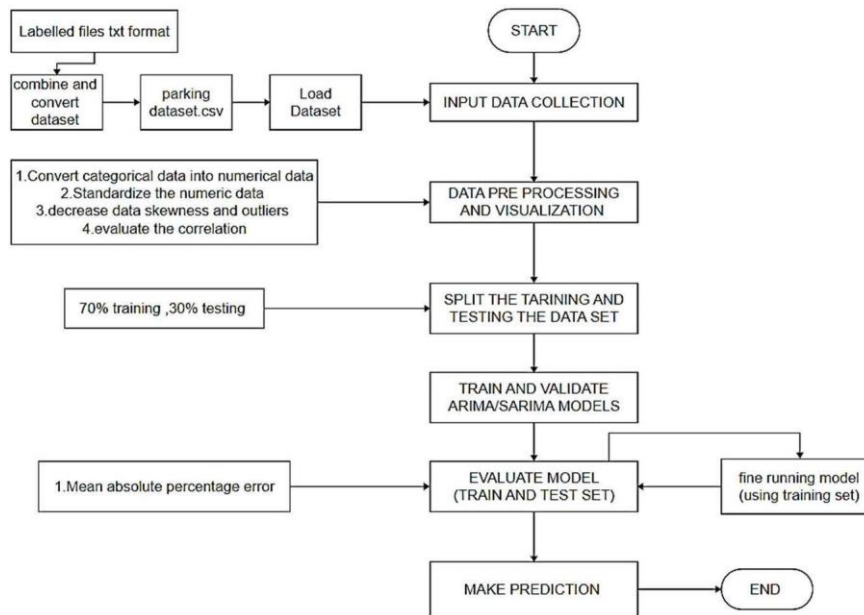 Labelled files txt format
START
combine and
convert
dataset
parking
dataset.csv
Load
Dataset
INPUT DATA COLLECTION
1.Convert categorical data into numerical data
2.Standardize the numeric data
3.decrease data skewness and outliers
4.evaluate the correlation
DATA PRE PROCESSING
AND VISUALIZATION
70% training ,30% testing
SPLIT THE TARINING AND
TESTING THE DATA SET
TRAIN AND VALIDATE
ARIMA/SARIMA MODELS
1.Mean absolute percentage error
EVALUATE MODEL
(TRAIN AND TEST SET)
fine running model
(using training set)
MAKE PREDICTION
END